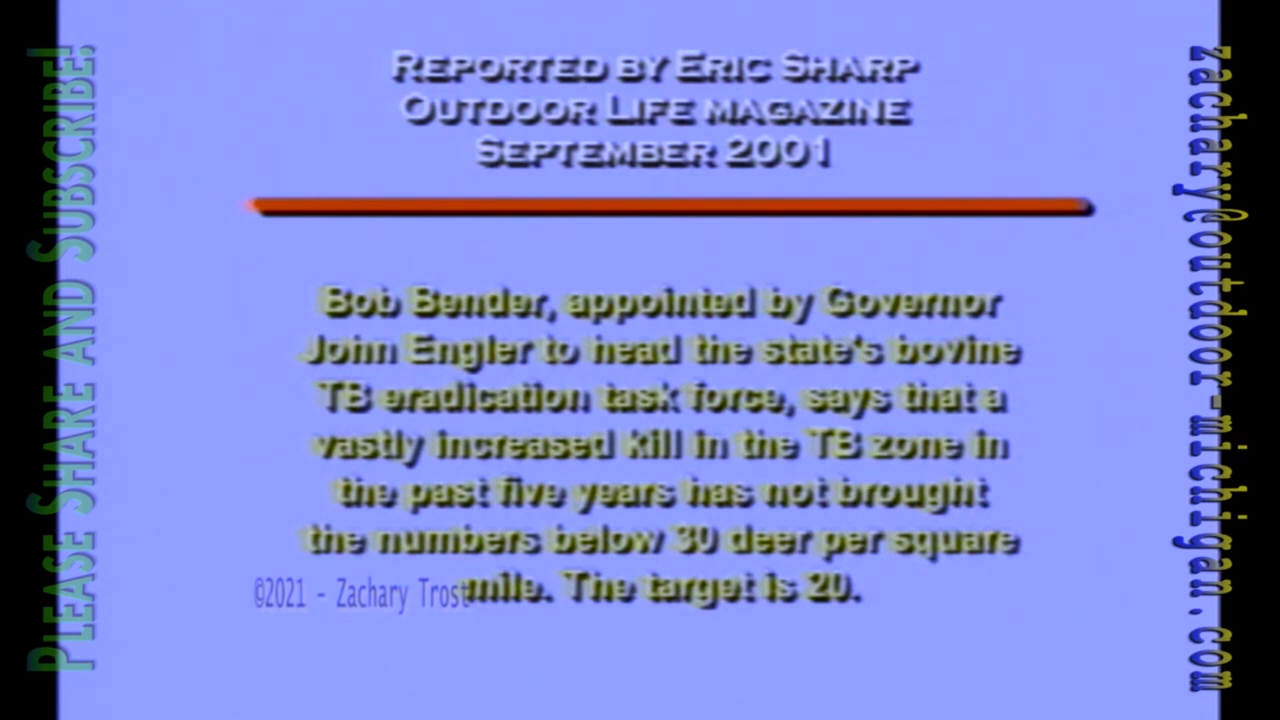 REPORTED BY ERIC SHARP
OUTDOOR LIFE MAGAZINE
SEPTEMBER 2001
Bob Bender, appointed by Governor
John Engler to head the state's bovine
TB eradication task force, says that a
vastly increased kill in the TB zone in
the past five years has not brought
the numbers below 30 deer per square
mile. The target is 20.
©2021 - Zachary Trost
PLEASE SHARE AND SUBSCRIBE!
zachary@outdoor-michigan.com